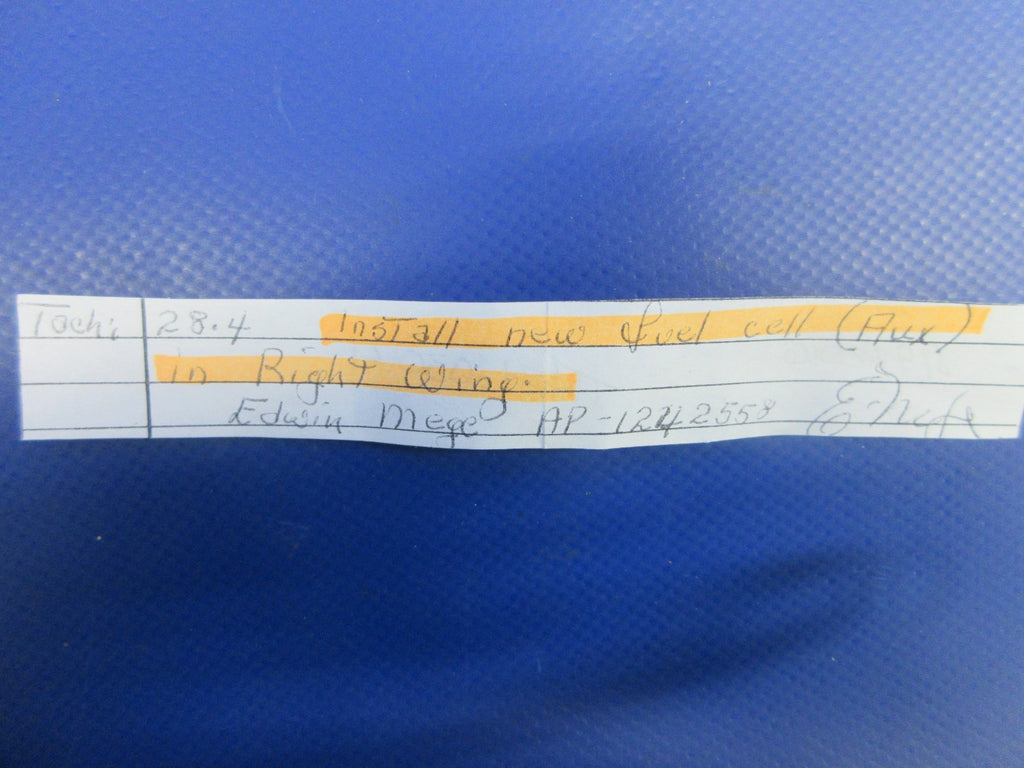 Tach: 28.4 Install new fuel cell (Aux)
in Right Wing.
Edwin Mege AP-1242558